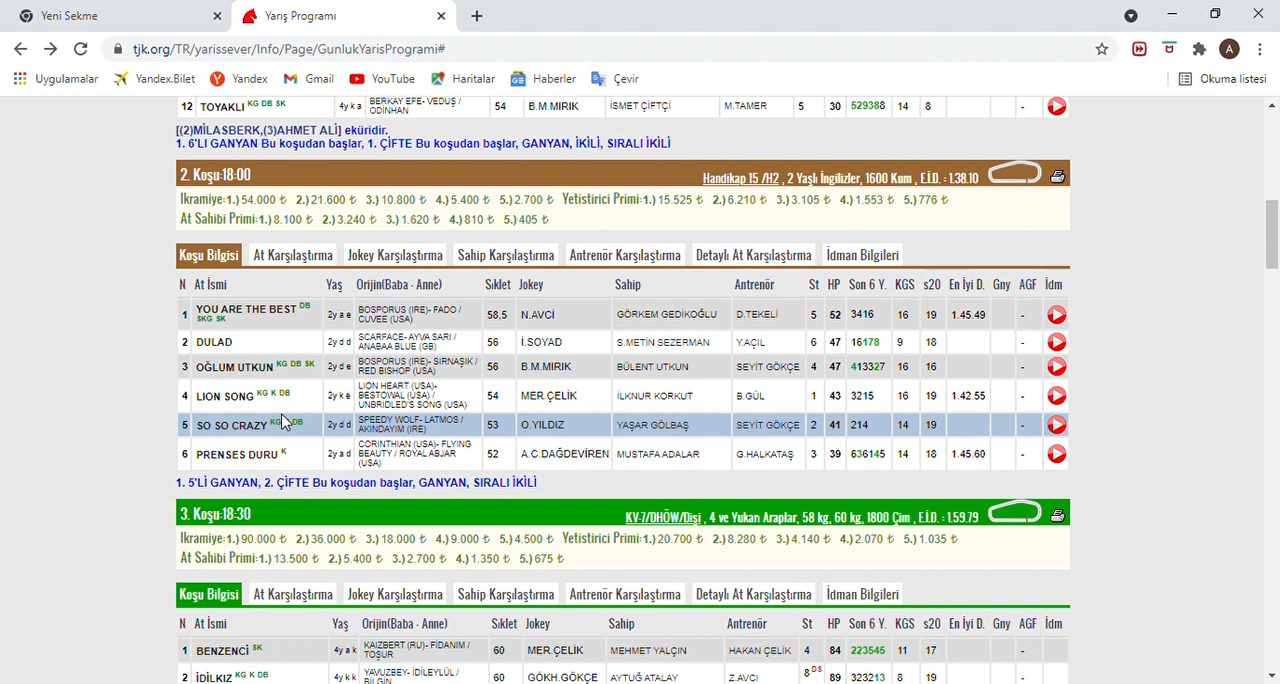 Yeni Sekme
Yarış Programı
tjk.org/TR/yarissever/Info/Page/GunlukYarisProgrami#
A
Uygulamalar Yandex.Bilet Yandex Gmail YouTube Haritalar Haberler Çevir Okuma listesi
12 TOYAKLI KG DB SK 4y k a BERKAY EFE- VEDUŞ / ODİNHAN 54 B.M.MIRIK İSMET ÇİFTÇİ M.TAMER 5 30 529388 14 8 -
[(2)MİLASBERK,(3)AHMET ALİ] eküridir.
1. 6'LI GANYAN Bu koşudan başlar, 1. ÇİFTE Bu koşudan başlar, GANYAN, İKİLİ, SIRALI İKİLİ
2. Koşu:18:00 Handikap 15 /H2 , 2 Yaşlı İngilizler, 1600 Kum , E.İ.D. : 1.38.10
İkramiye:1.) 54.000 ₺ 2.) 21.600 ₺ 3.) 10.800 ₺ 4.) 5.400 ₺ 5.) 2.700 ₺ Yetistirici Primi:1.) 15.525 ₺ 2.) 6.210 ₺ 3.) 3.105 ₺ 4.) 1.553 ₺ 5.) 776 ₺
At Sahibi Primi:1.) 8.100 ₺ 2.) 3.240 ₺ 3.) 1.620 ₺ 4.) 810 ₺ 5.) 405 ₺
Koşu Bilgisi At Karşılaştırma Jokey Karşılaştırma Sahip Karşılaştırma Antrenör Karşılaştırma Detaylı At Karşılaştırma İdman Bilgileri
N At İsmi Yaş Orijin(Baba - Anne) Sıklet Jokey Sahip Antrenör St HP Son 6 Y. KGS s20 En İyi D. Gny AGF İdm
1 YOU ARE THE BEST DB SKG SK 2y a e BOSPORUS (IRE)- FADO / CUVEE (USA) 58,5 N.AVCİ GÖRKEM GEDİKOĞLU D.TEKELİ 5 52 3416 16 19 1.45.49 -
2 DULAD 2y d d SCARFACE- AYVA SARI / ANABAA BLUE (GB) 56 İ.SOYAD S.METİN SEZERMAN Y.AÇIL 6 47 16178 9 18 -
3 OĞLUM UTKUN KG DB SK 2y d e BOSPORUS (IRE)- SIRNAŞIK / RED BISHOP (USA) 56 B.M.MIRIK BÜLENT UTKUN SEYİT GÖKÇE 4 47 413327 16 16 -
4 LION SONG KG K DB 2y k e LION HEART (USA)- BESTOWAL (USA) / UNBRIDLED'S SONG (USA) 54 MER.ÇELİK İLKNUR KORKUT B.GÜL 1 43 3215 16 19 1.42.55 -
5 SO SO CRAZY KG DB 2y d d SPEEDY WOLF- LATMOS / AKINDAYIM (IRE) 53 O.YILDIZ YAŞAR GÖLBAŞ SEYİT GÖKÇE 2 41 214 14 19 -
6 PRENSES DURU K 2y a d CORINTHIAN (USA)- FLYING BEAUTY / ROYAL ABJAR (USA) 52 A.C.DAĞDEVİREN MUSTAFA ADALAR G.HALKATAŞ 3 39 636145 14 18 1.45.60 -
1. 5'Lİ GANYAN, 2. ÇİFTE Bu koşudan başlar, GANYAN, SIRALI İKİLİ
3. Koşu:18:30 KV-7/DHÖW/Dişi , 4 ve Yukarı Araplar, 58 kg, 60 kg, 1800 Çim , E.İ.D. : 1.59.79
İkramiye:1.) 90.000 ₺ 2.) 36.000 ₺ 3.) 18.000 ₺ 4.) 9.000 ₺ 5.) 4.500 ₺ Yetistirici Primi:1.) 20.700 ₺ 2.) 8.280 ₺ 3.) 4.140 ₺ 4.) 2.070 ₺ 5.) 1.035 ₺
At Sahibi Primi:1.) 13.500 ₺ 2.) 5.400 ₺ 3.) 2.700 ₺ 4.) 1.350 ₺ 5.) 675 ₺
Koşu Bilgisi At Karşılaştırma Jokey Karşılaştırma Sahip Karşılaştırma Antrenör Karşılaştırma Detaylı At Karşılaştırma İdman Bilgileri
N At İsmi Yaş Orijin(Baba - Anne) Sıklet Jokey Sahip Antrenör St HP Son 6 Y. KGS s20 En İyi D. Gny AGF İdm
1 BENZENCİ SK 4y a k KAIZBERT (RU)- FİDANIM / TOŞUR 60 MER.ÇELİK MEHMET YALÇIN HAKAN ÇELİK 4 84 223545 11 17 -
2 İDİLKIZ KG K DB 4y k k YAVUZBEY- İDİLEYLÜL / BİLGİN 60 GÖKH.GÖKÇE AYTUĞ ATALAY Z.AVCI 8 DS 89 323213 8 19 -